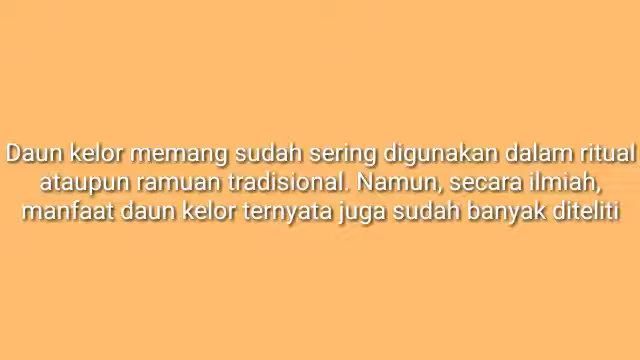 Daun kelor memang sudah sering digunakan dalam ritual
ataupun ramuan tradisional. Namun, secara ilmiah,
manfaat daun kelor ternyata juga sudah banyak diteliti